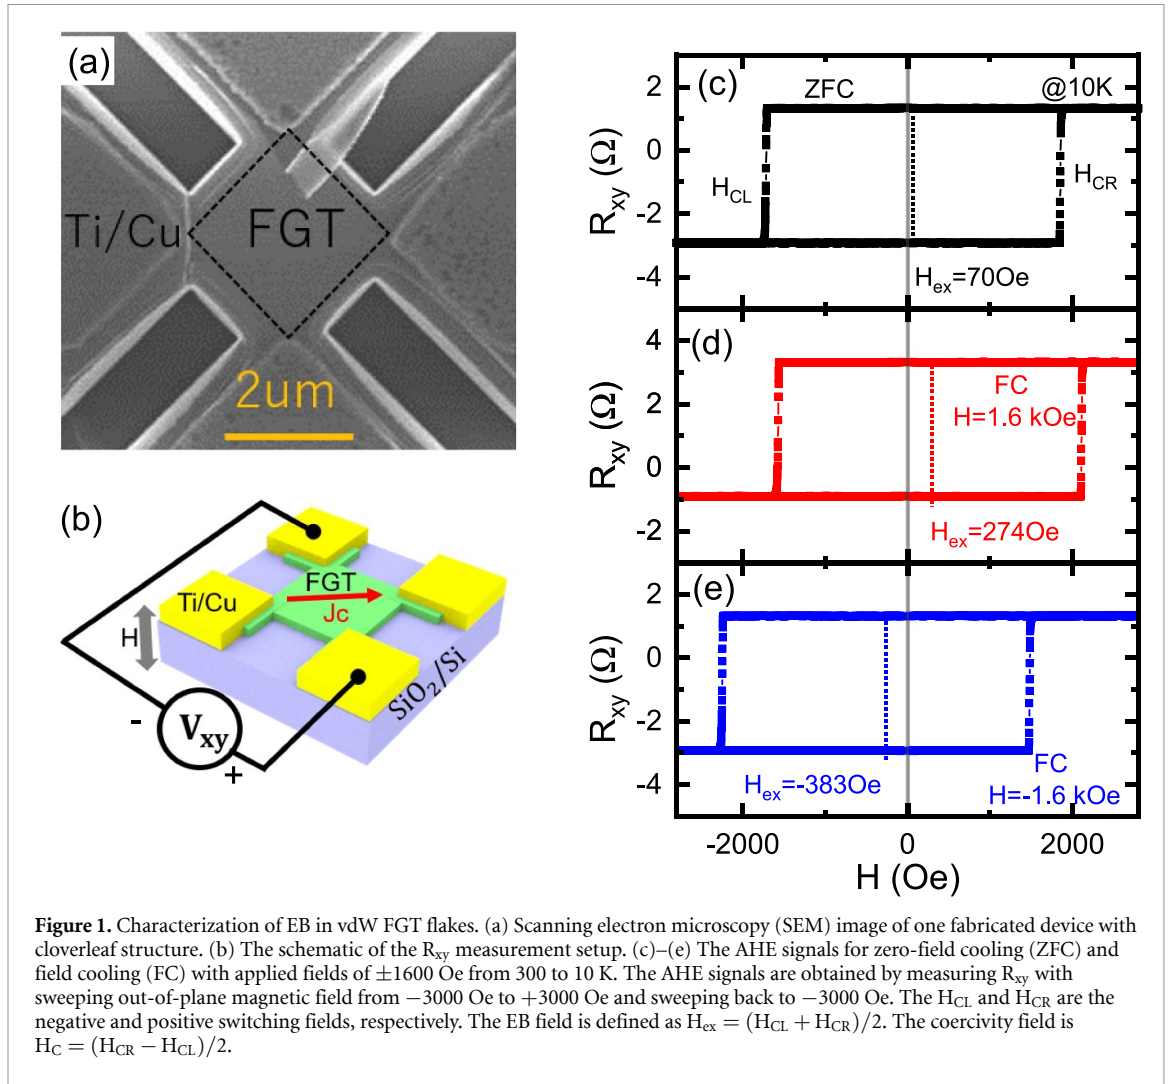 (a)
Ti/Cu
FGT
2um
(b)
FGT
Jc
Ti/Cu
H
SiO₂/Si
-
Vxy
+
(c)
ZFC
@10K
2
0
-2
-4
Rxy (Ω)
HCL
HCR
Hex=70Oe
(d)
FC
H=1.6 kOe
4
2
0
-2
Rxy (Ω)
Hex=274Oe
(e)
2
0
-2
-4
Rxy (Ω)
Hex=-383Oe
FC
H=-1.6 kOe
-2000
0
2000
H (Oe)
Figure 1. Characterization of EB in vdW FGT flakes. (a) Scanning electron microscopy (SEM) image of one fabricated device with
cloverleaf structure. (b) The schematic of the Rxy measurement setup. (c)–(e) The AHE signals for zero-field cooling (ZFC) and
field cooling (FC) with applied fields of ±1600 Oe from 300 to 10 K. The AHE signals are obtained by measuring Rxy with
sweeping out-of-plane magnetic field from −3000 Oe to +3000 Oe and sweeping back to −3000 Oe. The HCL and HCR are the
negative and positive switching fields, respectively. The EB field is defined as Hex = (HCL + HCR)/2. The coercivity field is
HC = (HCR − HCL)/2.